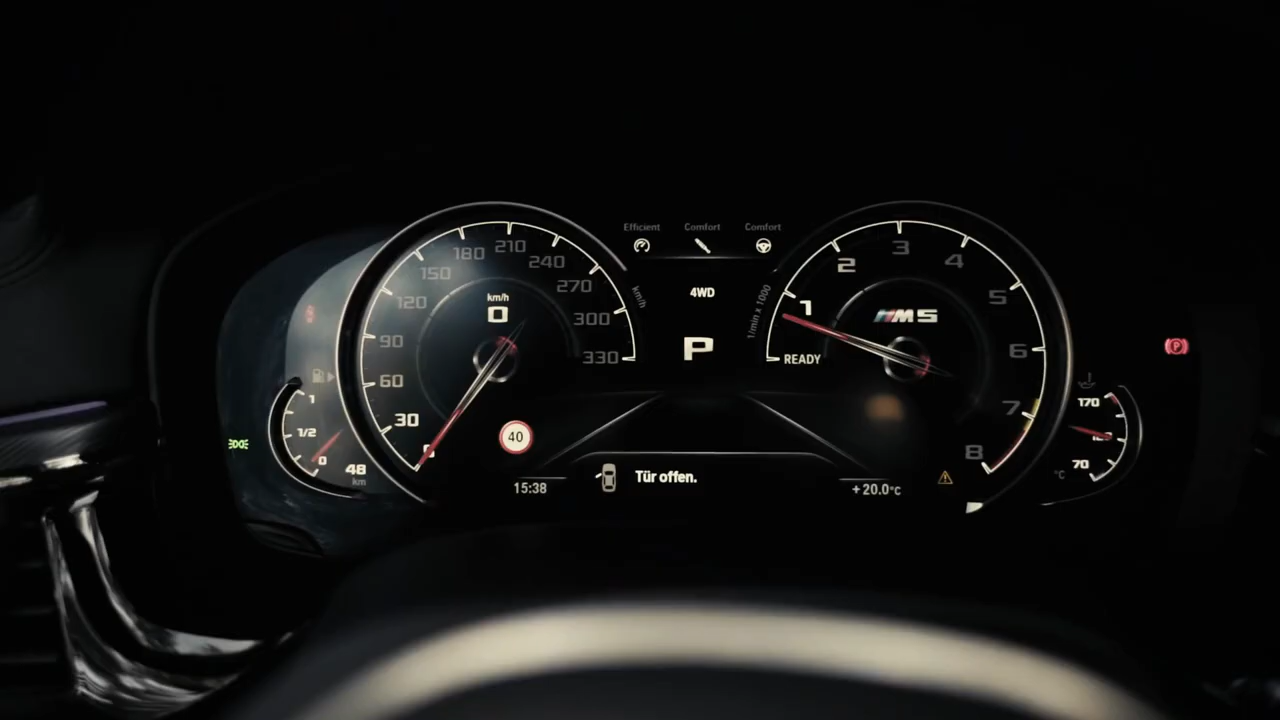 Efficient Comfort Comfort
km/h
0
0
30
60
90
120
150
180
210
240
270
300
330
km/h
40
1
1/2
0
48
km
4WD
P
15:38
Tür offen.
+20.0°C
1/min x 1000
READY
1
2
3
4
5
6
7
8
M5
P
170
70
°C